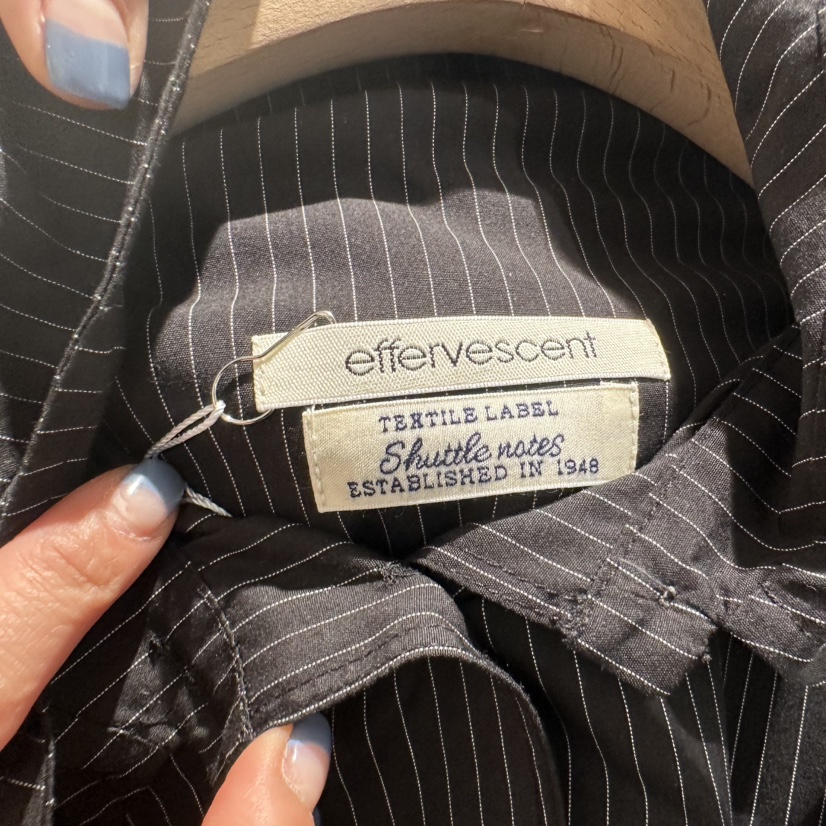 effervescent
TEXTILE LABEL
Shuttle notes
ESTABLISHED IN 1948